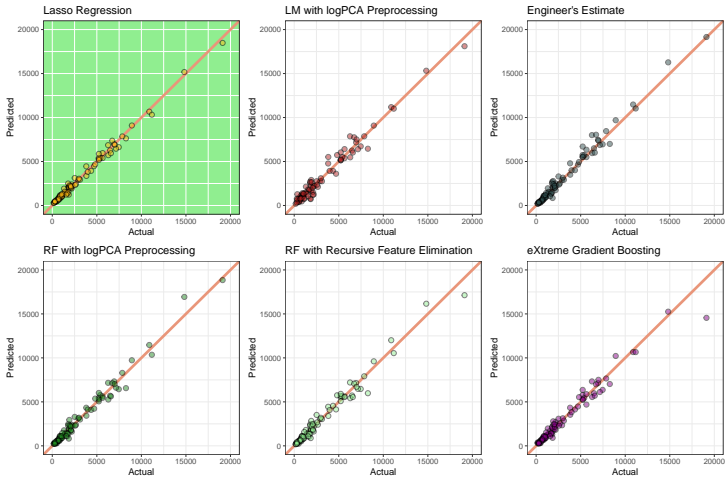 Lasso Regression
LM with logPCA Preprocessing
Engineer's Estimate
20000
15000
10000
5000
0
Predicted
0 5000 10000 15000 20000
Actual
20000
15000
10000
5000
0
Predicted
0 5000 10000 15000 20000
Actual
20000
15000
10000
5000
0
Predicted
0 5000 10000 15000 20000
Actual
RF with logPCA Preprocessing
RF with Recursive Feature Elimination
eXtreme Gradient Boosting
20000
15000
10000
5000
0
Predicted
0 5000 10000 15000 20000
Actual
20000
15000
10000
5000
0
Predicted
0 5000 10000 15000 20000
Actual
20000
15000
10000
5000
0
Predicted
0 5000 10000 15000 20000
Actual